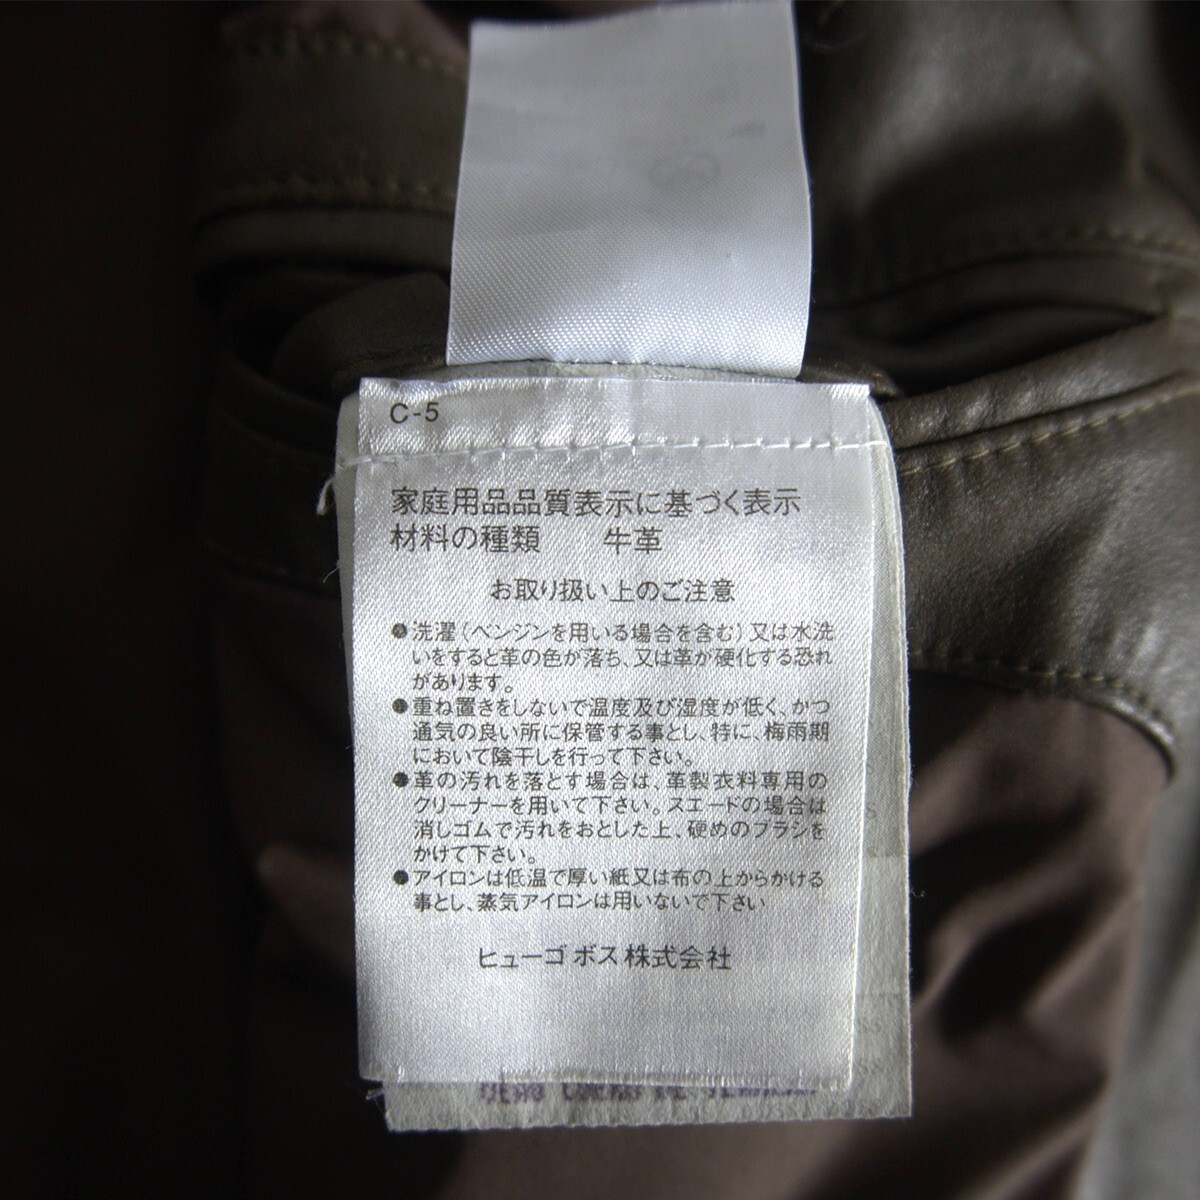 C-5
家庭用品品質表示に基づく表示
材料の種類　牛革
お取り扱い上のご注意
●洗濯(ベンジンを用いる場合を含む)又は水洗
いをすると革の色が落ち、又は革が硬化する恐れ
があります。
●重ね置きをしないで温度及び湿度が低く、かつ
通気の良い所に保管する事とし、特に、梅雨期
において陰干しを行って下さい。
●革の汚れを落とす場合は、革製衣料専用の
クリーナーを用いて下さい。スエードの場合は
消しゴムで汚れをおとした上、硬めのブラシを
かけて下さい。
●アイロンは低温で厚い紙又は布の上からかける
事とし、蒸気アイロンは用いないで下さい
ヒューゴ ボス株式会社